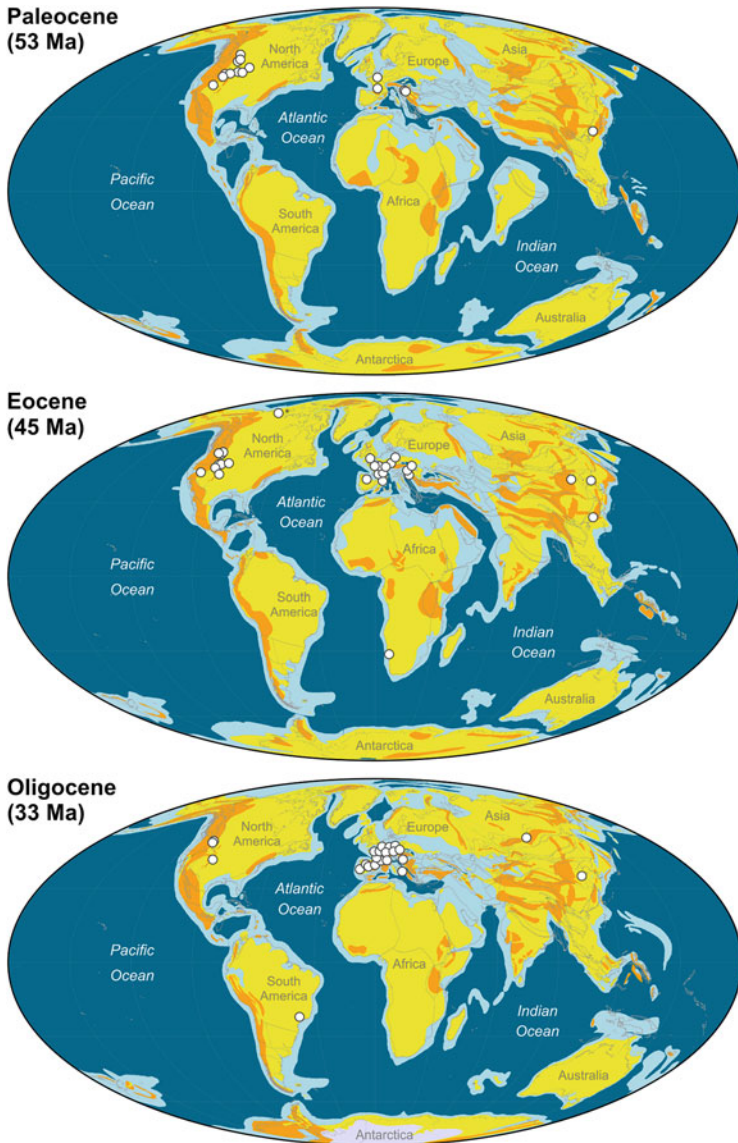 Paleocene
(53 Ma)
North
America
Europe
Asia
Atlantic
Ocean
Pacific
Ocean
Africa
South
America
Indian
Ocean
Australia
Antarctica
Eocene
(45 Ma)
North
America
Europe
Asia
Atlantic
Ocean
Africa
Pacific
Ocean
South
America
Indian
Ocean
Australia
Antarctica
Oligocene
(33 Ma)
North
America
Europe
Asia
Atlantic
Ocean
Pacific
Ocean
Africa
South
America
Indian
Ocean
Australia
Antarctica